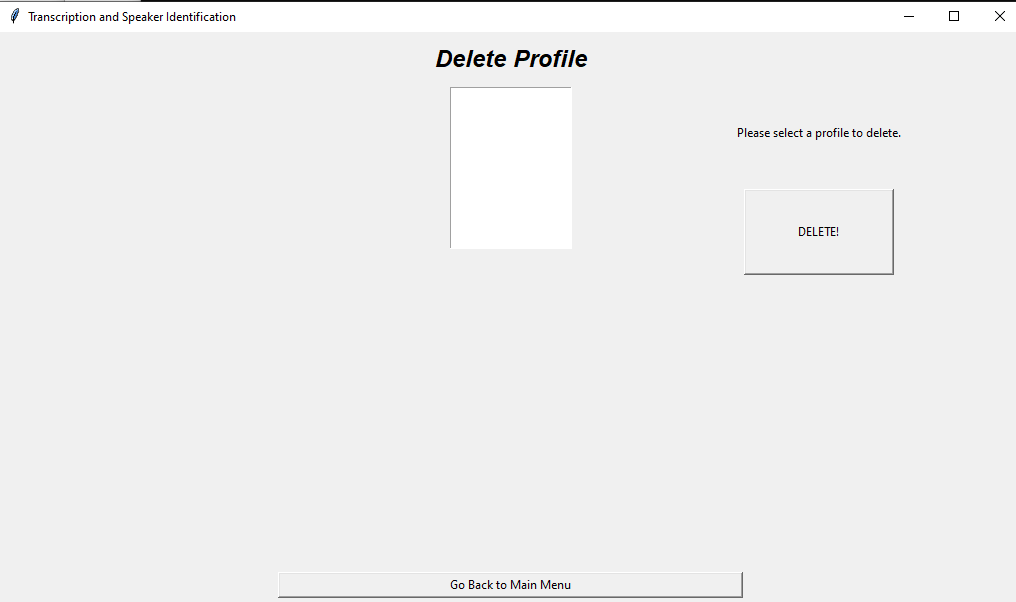 Transcription and Speaker Identification
Delete Profile
Please select a profile to delete.
DELETE!
Go Back to Main Menu